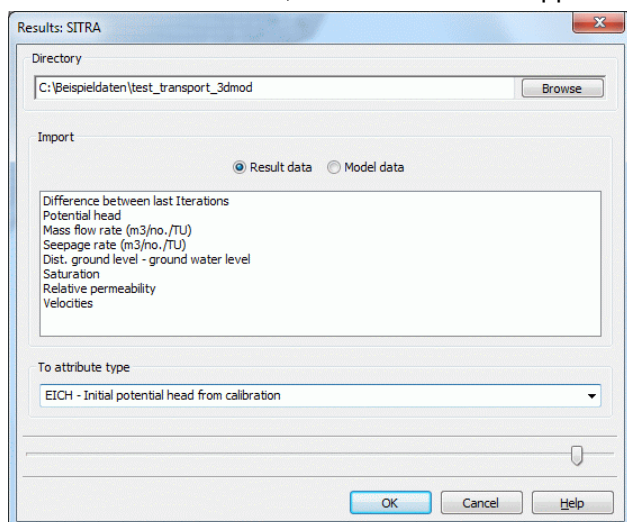 Results: SITRA
Directory
C:\Beispieldaten\test_transport_3dmod
Browse
Import
Result data Model data
Difference between last Iterations
Potential head
Mass flow rate (m3/no./TU)
Seepage rate (m3/no./TU)
Dist. ground level - ground water level
Saturation
Relative permeability
Velocities
To attribute type
EICH - Initial potential head from calibration
OK Cancel Help